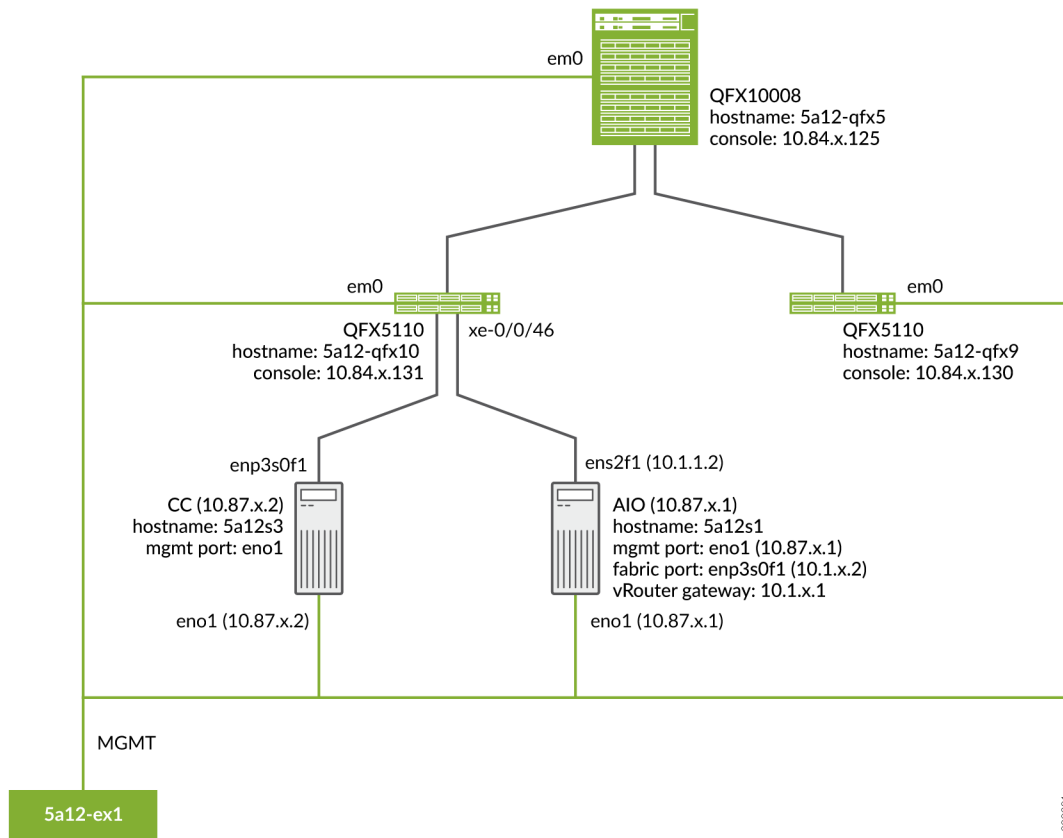 em0
QFX10008
hostname: 5a12-qfx5
console: 10.84.x.125
em0
em0
QFX5110
hostname: 5a12-qfx10
console: 10.84.x.131
xe-0/0/46
QFX5110
hostname: 5a12-qfx9
console: 10.84.x.130
enp3s0f1
ens2f1 (10.1.1.2)
CC (10.87.x.2)
hostname: 5a12s3
mgmt port: eno1
AIO (10.87.x.1)
hostname: 5a12s1
mgmt port: eno1 (10.87.x.1)
fabric port: enp3s0f1 (10.1.x.2)
vRouter gateway: 10.1.x.1
eno1 (10.87.x.2)
eno1 (10.87.x.1)
MGMT
5a12-ex1